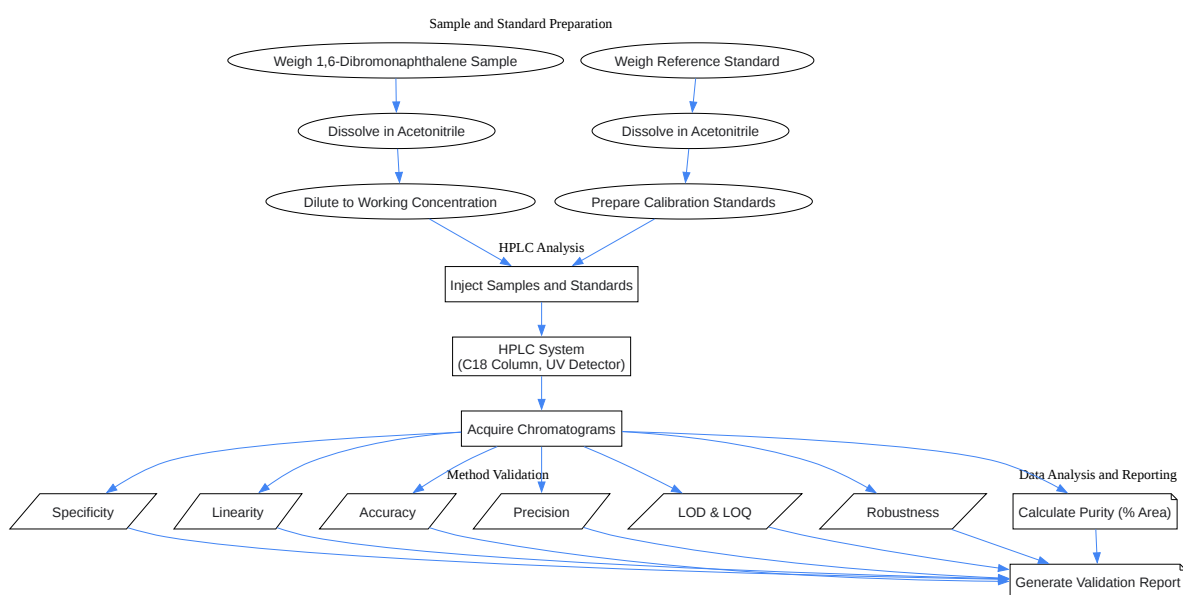 Sample and Standard Preparation
Weigh 1,6-Dibromonaphthalene Sample
Weigh Reference Standard
Dissolve in Acetonitrile
Dissolve in Acetonitrile
Dilute to Working Concentration
Prepare Calibration Standards
HPLC Analysis
Inject Samples and Standards
HPLC System
(C18 Column, UV Detector)
Acquire Chromatograms
Method Validation
Data Analysis and Reporting
Specificity
Linearity
Accuracy
Precision
LOD & LOQ
Robustness
Calculate Purity (% Area)
Generate Validation Report